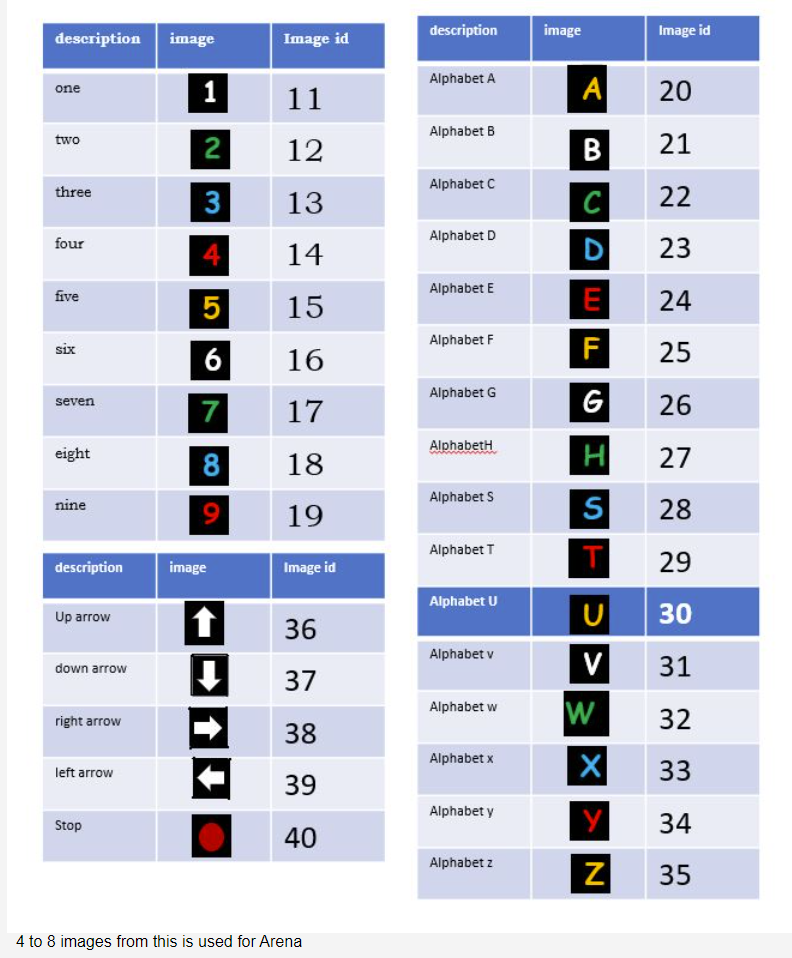 description image Image id
one 1 11
two 2 12
three 3 13
four 4 14
five 5 15
six 6 16
seven 7 17
eight 8 18
nine 9 19
description image Image id
Up arrow 36
down arrow 37
right arrow 38
left arrow 39
Stop 40
description image Image id
Alphabet A A 20
Alphabet B B 21
Alphabet C C 22
Alphabet D D 23
Alphabet E E 24
Alphabet F F 25
Alphabet G G 26
AlphabetH H 27
Alphabet S S 28
Alphabet T T 29
Alphabet U U 30
Alphabet v V 31
Alphabet w W 32
Alphabet x X 33
Alphabet y Y 34
Alphabet z Z 35
4 to 8 images from this is used for Arena